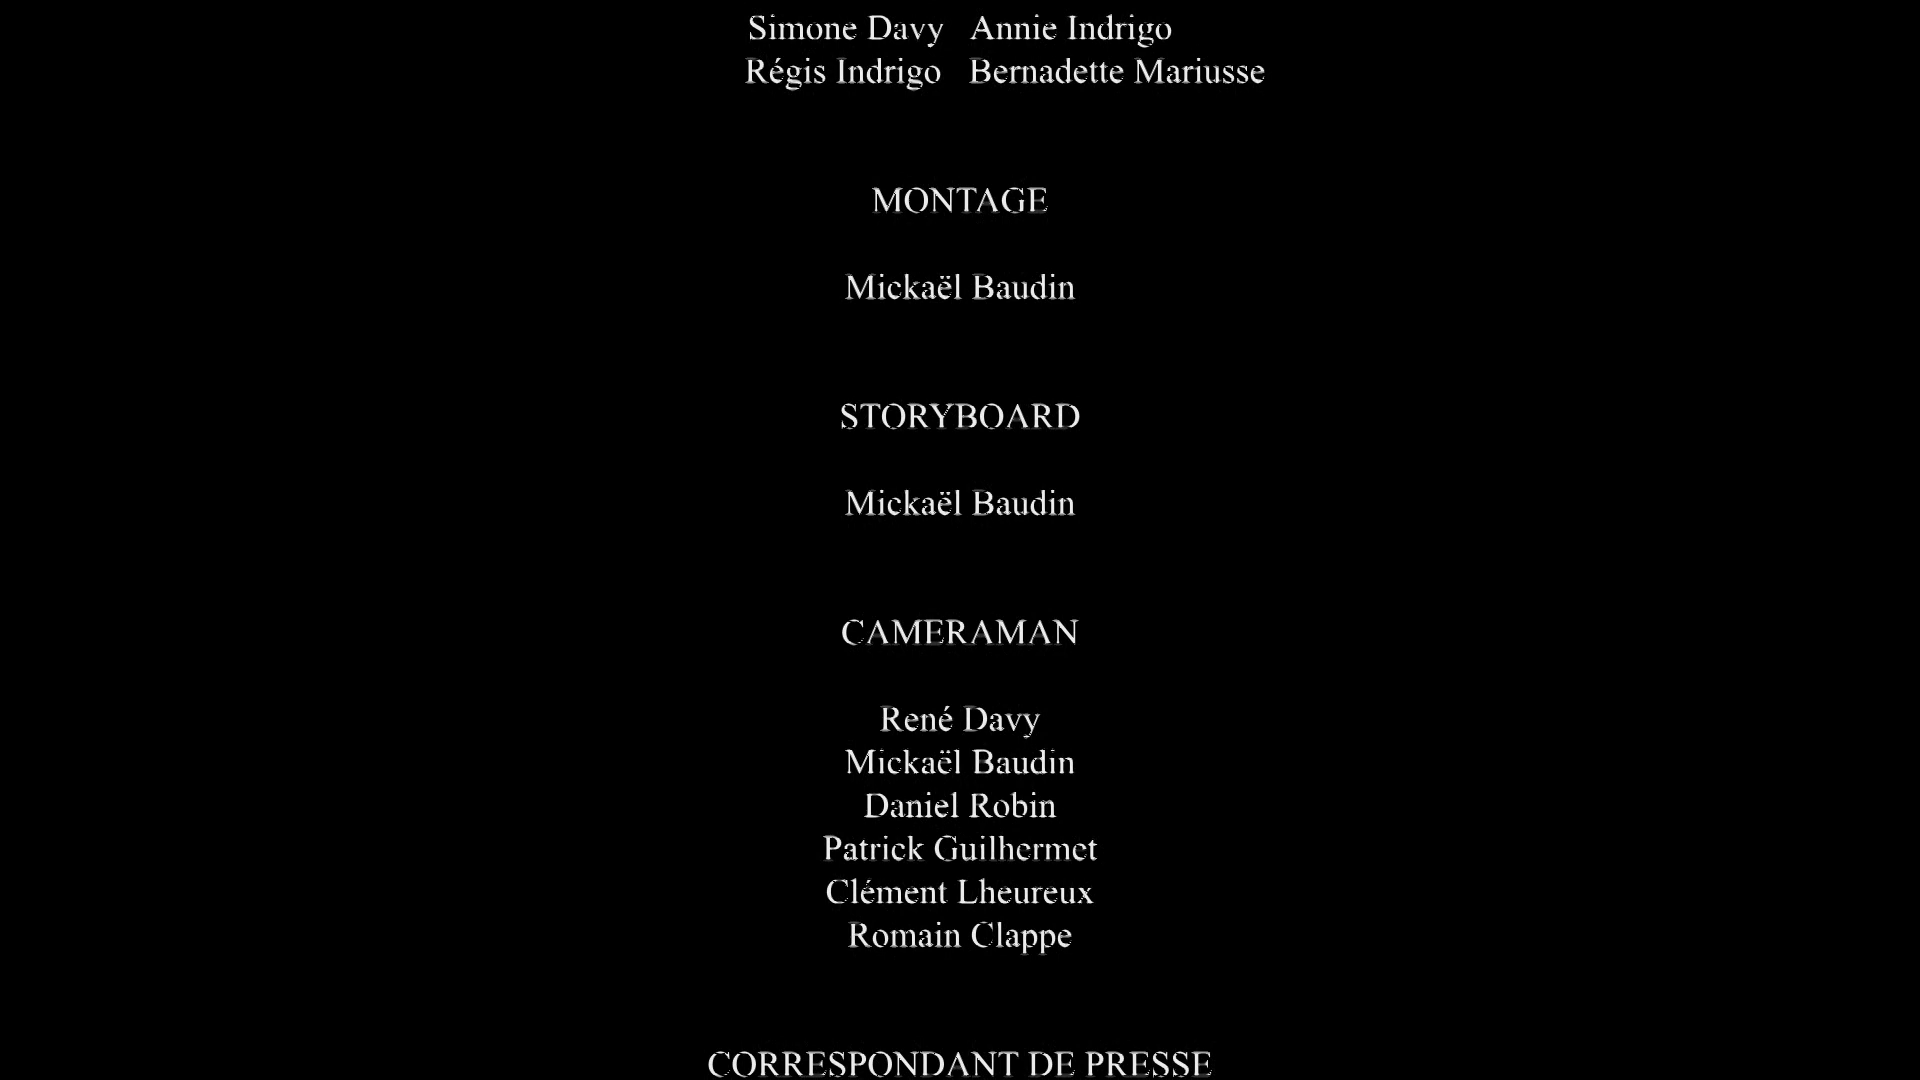 Simone Davy Annie Indrigo
Régis Indrigo Bernadette Mariusse
MONTAGE
Mickaël Baudin
STORYBOARD
Mickaël Baudin
CAMERAMAN
René Davy
Mickaël Baudin
Daniel Robin
Patrick Guilhermet
Clément Lheureux
Romain Clappe
CORRESPONDANT DE PRESSE